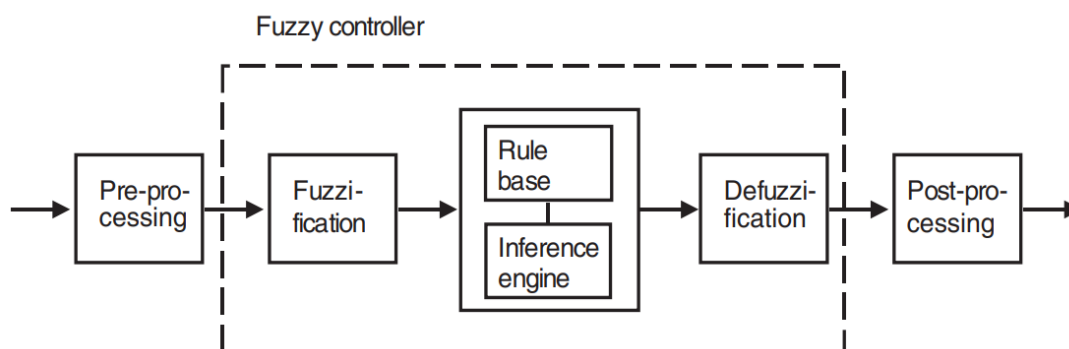 Fuzzy controller
Pre-pro-
cessing
Fuzzi-
fication
Rule
base
Inference
engine
Defuzzi-
fication
Post-pro-
cessing